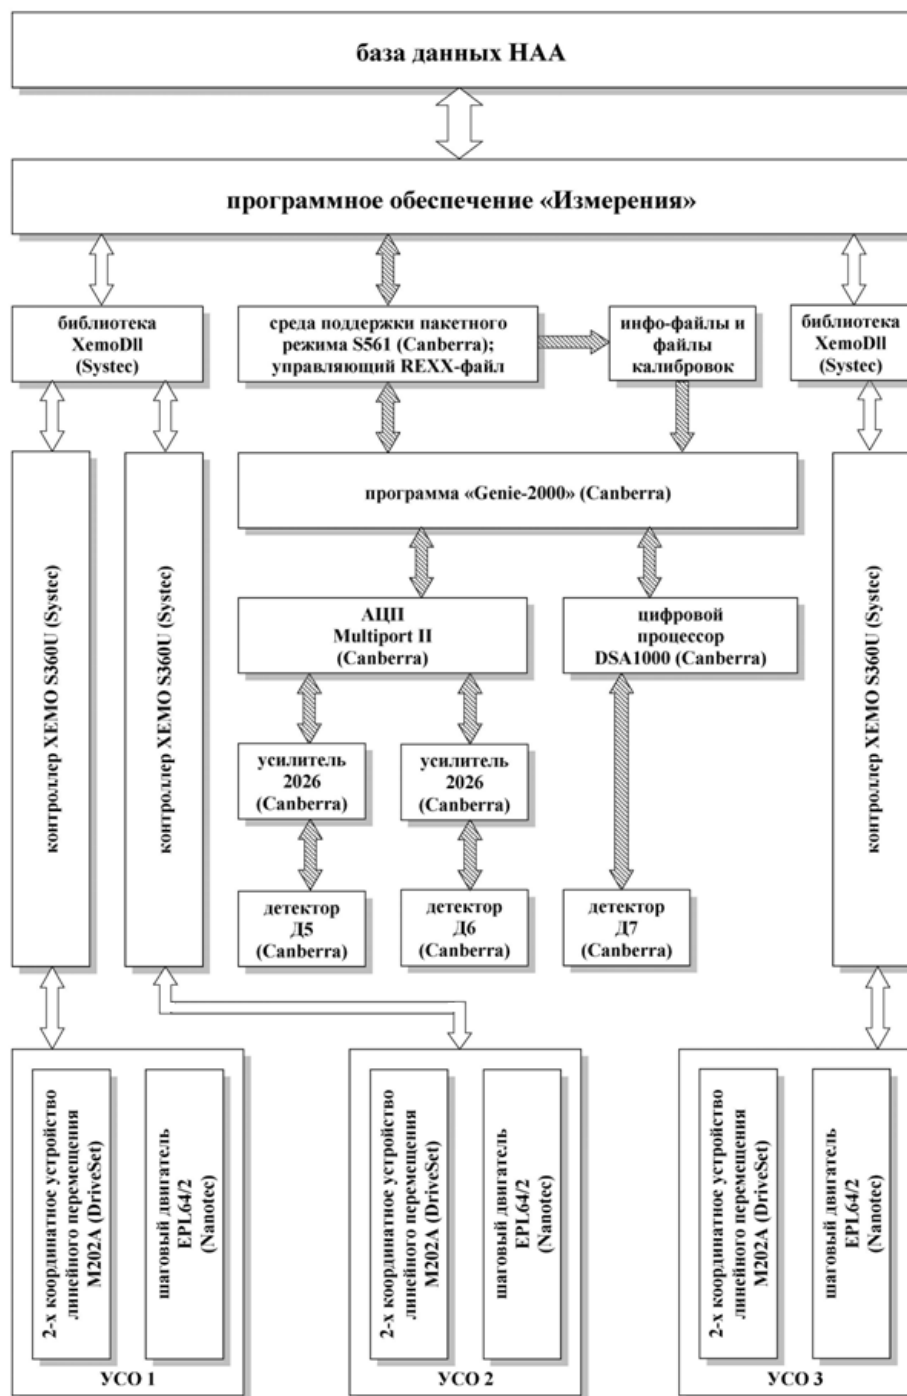 база данных НАА
программное обеспечение «Измерения»
библиотека
XemoDll
(Systec)
среда поддержки пакетного
режима S561 (Canberra);
управляющий REXX-файл
инфо-файлы и
файлы
калибровок
библиотека
XemoDll
(Systec)
контроллер XEMO S360U (Systec)
контроллер XEMO S360U (Systec)
программа «Genie-2000» (Canberra)
АЦП
Multiport II
(Canberra)
цифровой
процессор
DSA1000 (Canberra)
контроллер XEMO S360U (Systec)
усилитель
2026
(Canberra)
усилитель
2026
(Canberra)
детектор
Д5
(Canberra)
детектор
Д6
(Canberra)
детектор
Д7
(Canberra)
2-х координатное устройство
линейного перемещения
M202A (DriveSet)
шаговый двигатель
EPL64/2
(Nanotec)
УСО 1
2-х координатное устройство
линейного перемещения
M202A (DriveSet)
шаговый двигатель
EPL64/2
(Nanotec)
УСО 2
2-х координатное устройство
линейного перемещения
M202A (DriveSet)
шаговый двигатель
EPL64/2
(Nanotec)
УСО 3